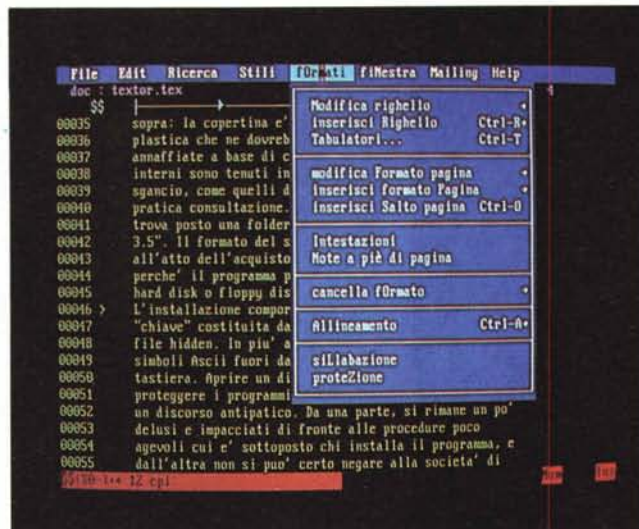 File Edit Ricerca Stili fOrmati fiNestra Mailing Help
doc : textor.tex 4
$$
Modifica righello
inserisci Righello Ctrl-R
Tabulatori... Ctrl-T
modifica Formato pagina
inserisci formato Pagina
inserisci Salto pagina Ctrl-O
Intestazioni
Note a piè di pagina
cancella fOrmato
Allineamento Ctrl-A
siLlabazione
proteZione
00035 sopra: la copertina e'
00036 plastica che ne dovreb
00037 annaffiate a base di c
00038 interni sono tenuti in
00039 sgancio, come quelli d
00040 pratica consultazione.
00041 trova posto una folder
00042 3.5". Il formato del s
00043 all'atto dell'acquisto
00044 perche' il programma p
00045 hard disk o floppy dis
00046 > L'installazione compor
00047 "chiave" costituita da
00048 file hidden. In piu' a
00049 simboli Ascii fuori da
00050 tastiera. Aprire un di
00051 proteggere i programmi
00052 un discorso antipatico. Da una parte, si rimane un po'
00053 delusi e impacciati di fronte alle procedure poco
00054 agevoli cui e' sottoposto chi installa il programma, e
00055 dall'altra non si puo' certo negare alla societa' di
12 cpi